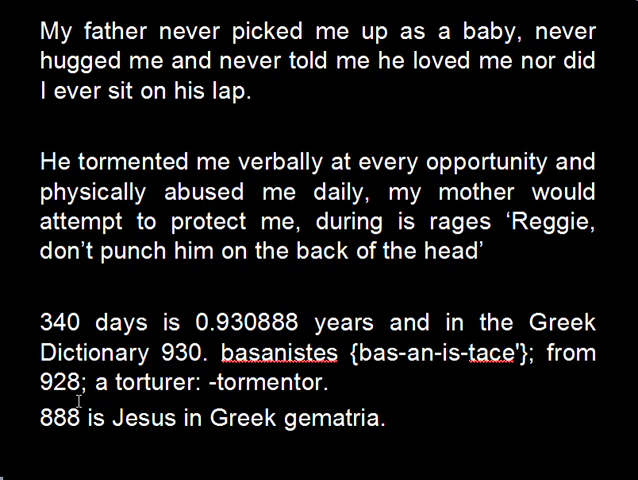 My father never picked me up as a baby, never
hugged me and never told me he loved me nor did
I ever sit on his lap.
He tormented me verbally at every opportunity and
physically abused me daily, my mother would
attempt to protect me, during is rages ‘Reggie,
don’t punch him on the back of the head’
340 days is 0.930888 years and in the Greek
Dictionary 930. basanistes {bas-an-is-tace'}; from
928; a torturer: -tormentor.
888 is Jesus in Greek gematria.